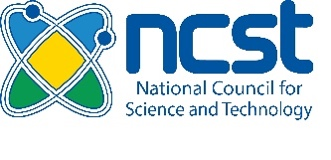 ncst
National Council for
Science and Technology